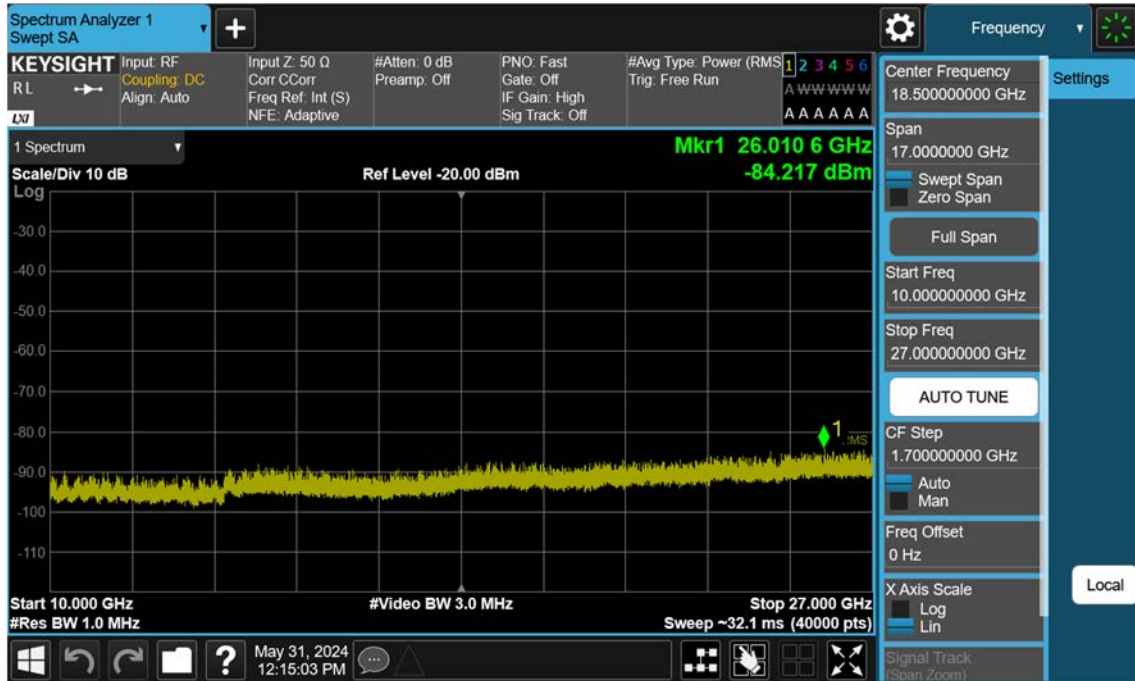 Spectrum Analyzer 1
Swept SA
Frequency
KEYSIGHT
R L
LXI
Input: RF
Coupling: DC
Align: Auto
Input Z: 50 Ω
Corr CCorr
Freq Ref: Int (S)
NFE: Adaptive
#Atten: 0 dB
Preamp: Off
PNO: Fast
Gate: Off
IF Gain: High
Sig Track: Off
#Avg Type: Power (RMS
Trig: Free Run
1 2 3 4 5 6
A W W W W W
A A A A A A
1 Spectrum
Scale/Div 10 dB
Ref Level -20.00 dBm
Mkr1 26.010 6 GHz
-84.217 dBm
Log
-30.0
-40.0
-50.0
-60.0
-70.0
-80.0
-90.0
-100
-110
1
Start 10.000 GHz
#Video BW 3.0 MHz
Stop 27.000 GHz
#Res BW 1.0 MHz
Sweep ~32.1 ms (40000 pts)
Center Frequency
18.500000000 GHz
Settings
Span
17.0000000 GHz
Swept Span
Zero Span
Full Span
Start Freq
10.000000000 GHz
Stop Freq
27.000000000 GHz
AUTO TUNE
CF Step
1.700000000 GHz
Auto
Man
Freq Offset
0 Hz
X Axis Scale
Log
Lin
Local
Signal Track
(Span Zoom)
?
May 31, 2024
12:15:03 PM